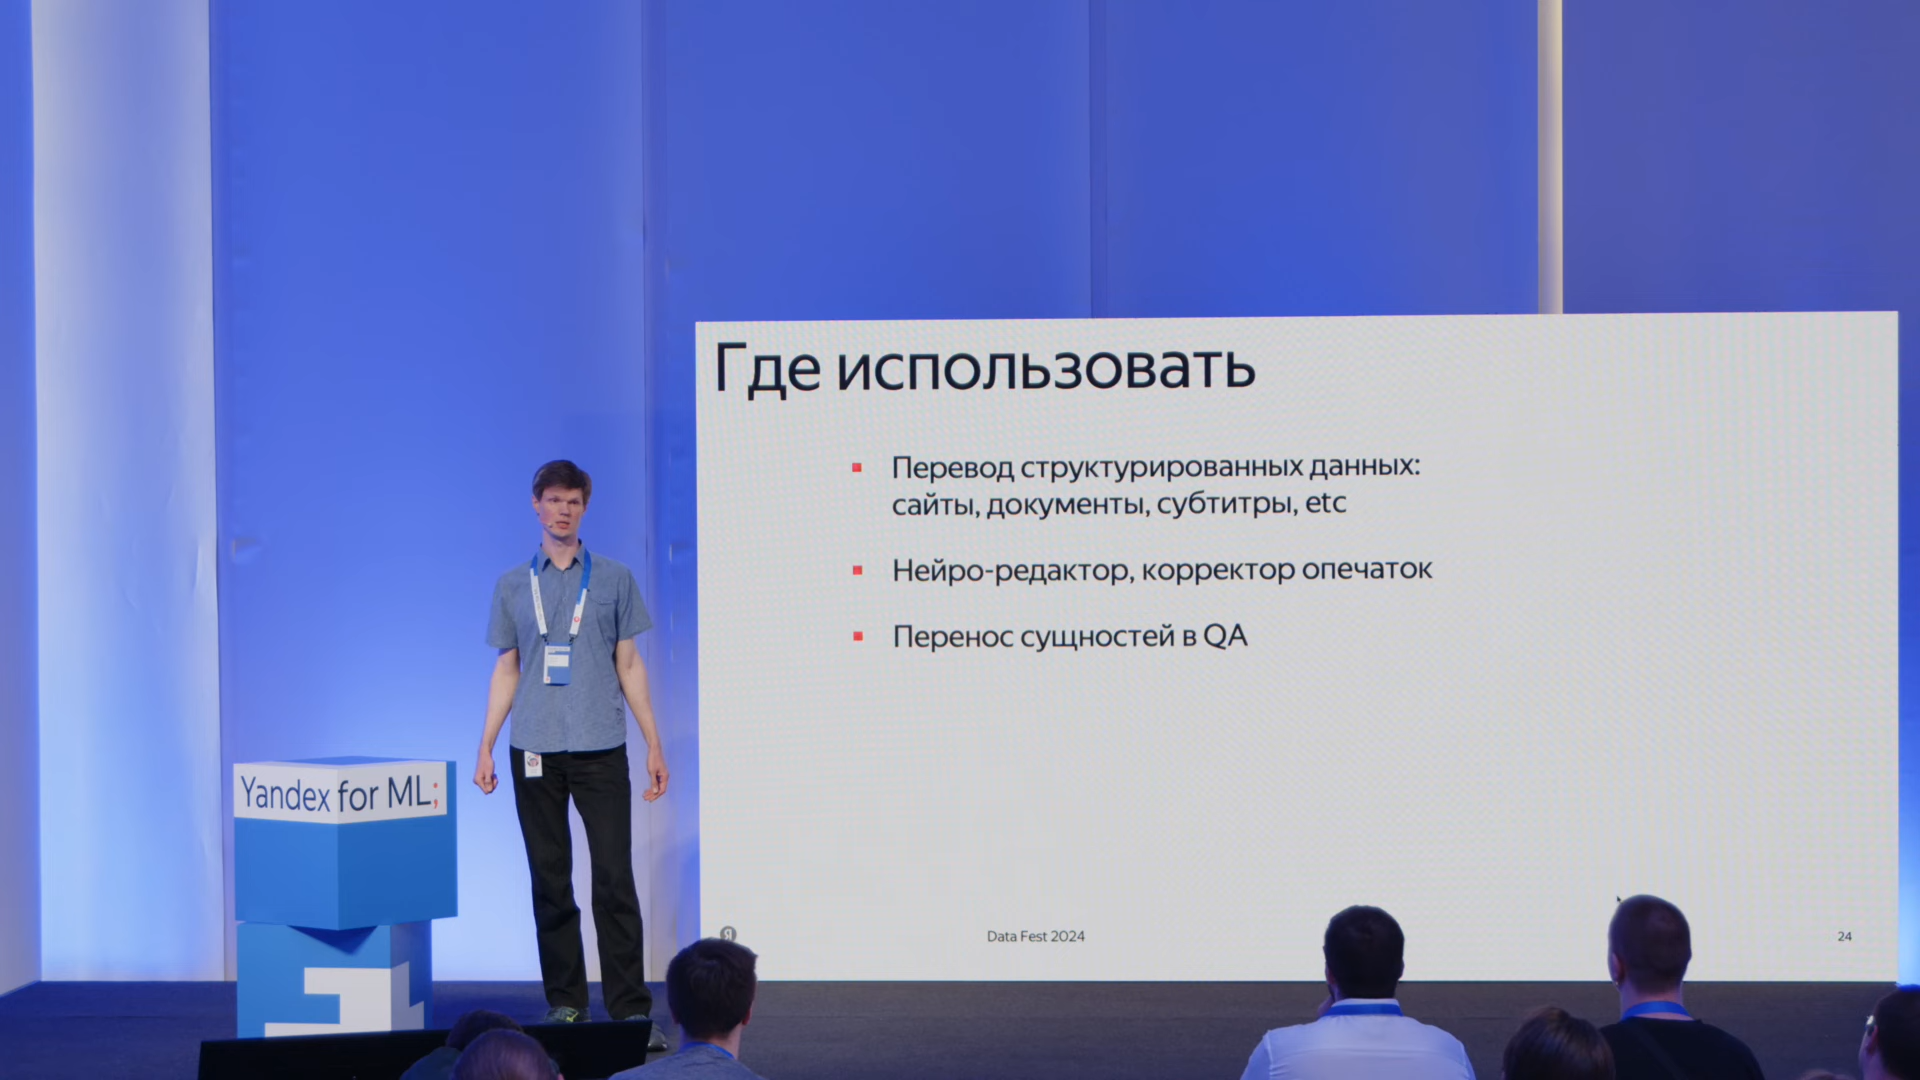 Где использовать
Перевод структурированных данных:
сайты, документы, субтитры, etc
Нейро-редактор, корректор опечаток
Перенос сущностей в QA
Yandex for ML;
Я
Data Fest 2024
24